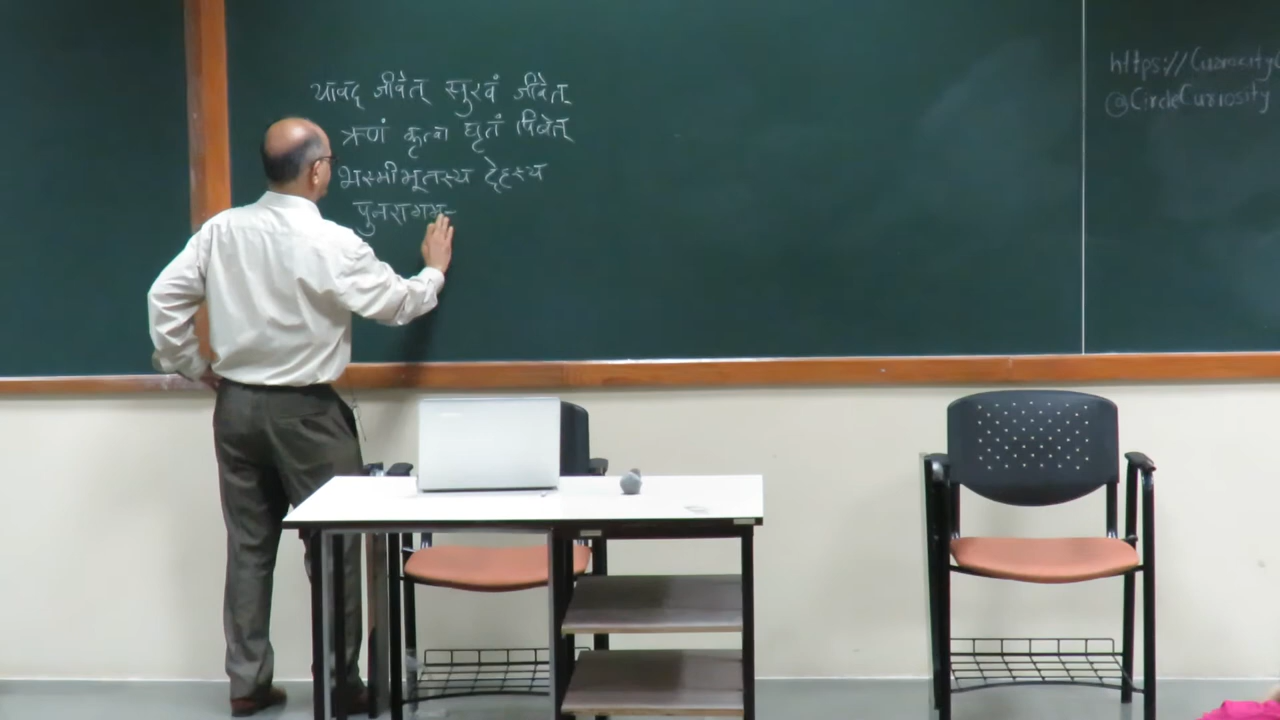 यावद् जीवेत् सुखं जीवेत्
ऋणं कृत्वा घृतं पिबेत्
भस्मीभूतस्य देहस्य
पुनरागम
@CircleCuriosity